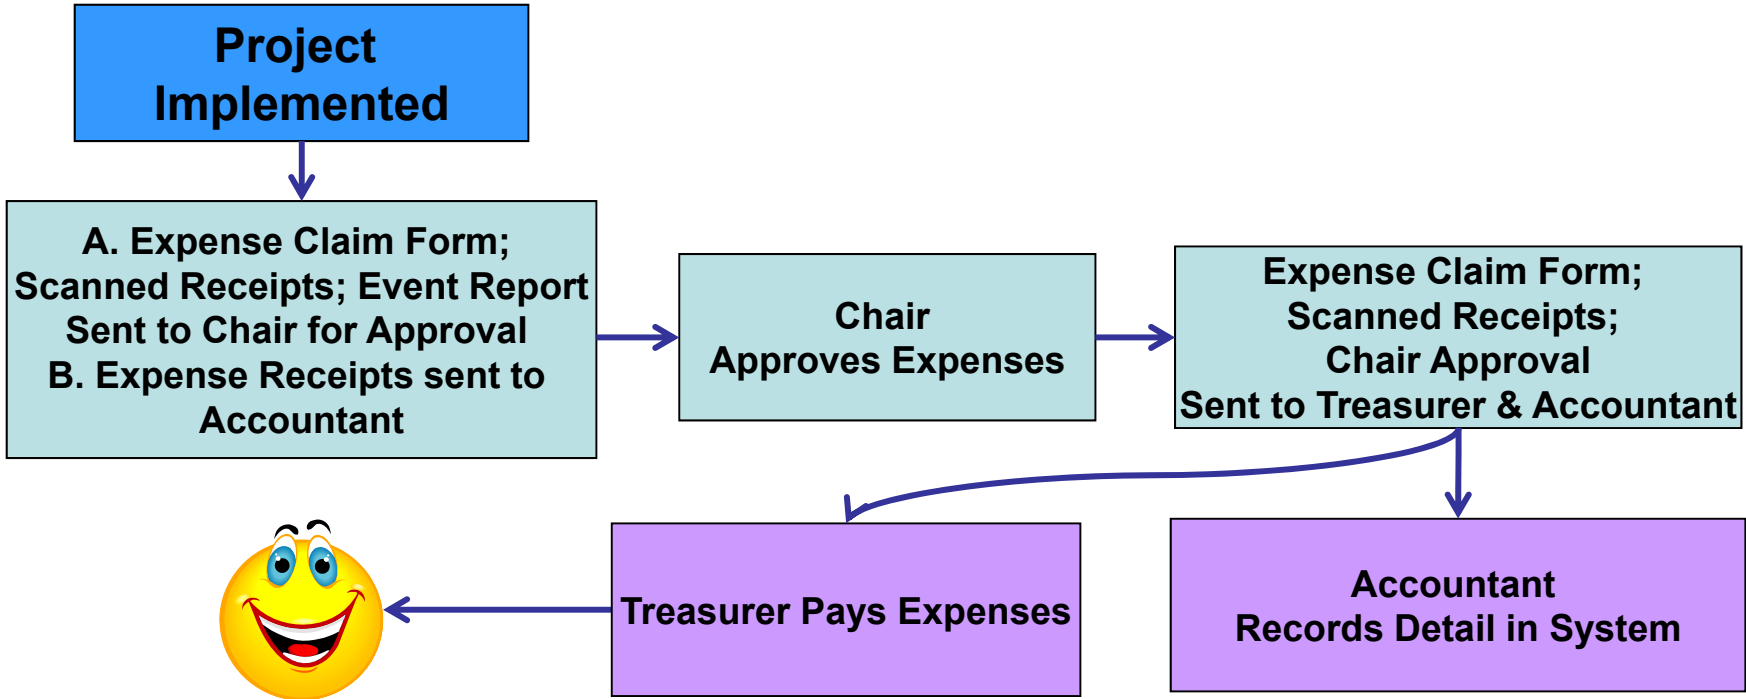 Project
Implemented
A. Expense Claim Form;
Scanned Receipts; Event Report
Sent to Chair for Approval
B. Expense Receipts sent to
Accountant
Chair
Approves Expenses
Expense Claim Form;
Scanned Receipts;
Chair Approval
Sent to Treasurer & Accountant
Treasurer Pays Expenses
Accountant
Records Detail in System